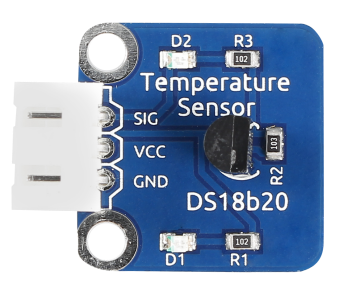 D2 R3
102
Temperature
Sensor
SIG
VCC
GND
103
R2
DS18b20
102
D1 R1